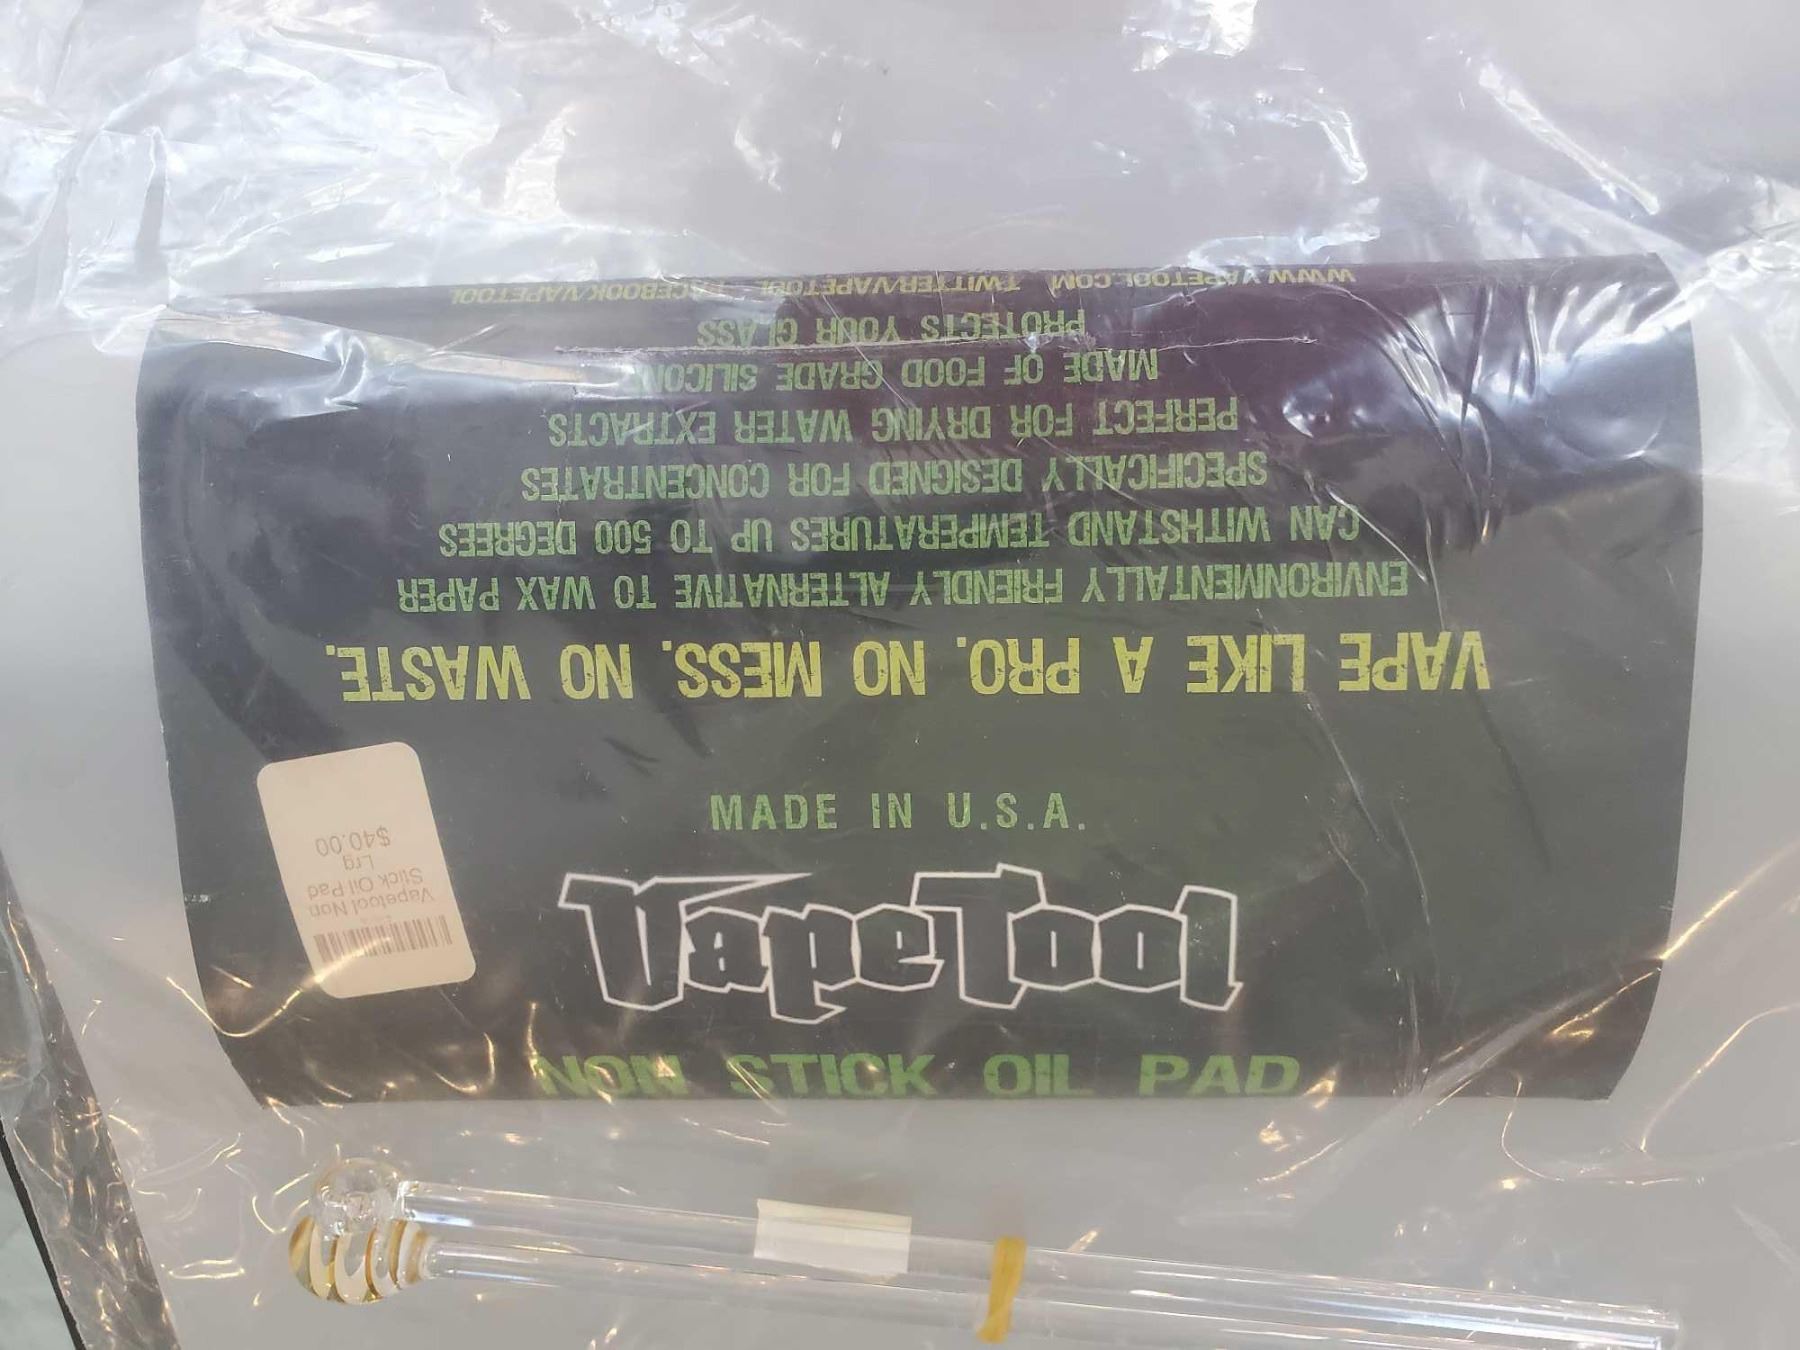 NON STICK OIL PAD
VapeTool
MADE IN U.S.A.
VAPE LIKE A PRO. NO MESS. NO WASTE.
ENVIRONMENTALLY FRIENDLY ALTERNATIVE TO WAX PAPER
CAN WITHSTAND TEMPERATURES UP TO 500 DEGREES
SPECIFICALLY DESIGNED FOR CONCENTRATES
PERFECT FOR DRYING WATER EXTRACTS
MADE OF FOOD GRADE SILICONE
PROTECTS YOUR GLASS
WWW.VAPETOOL.COM TWITTER/VAPETOOL FACEBOOK/VAPETOOL
Vapetool Non
Stick Oil Pad
Lrg
$40.00